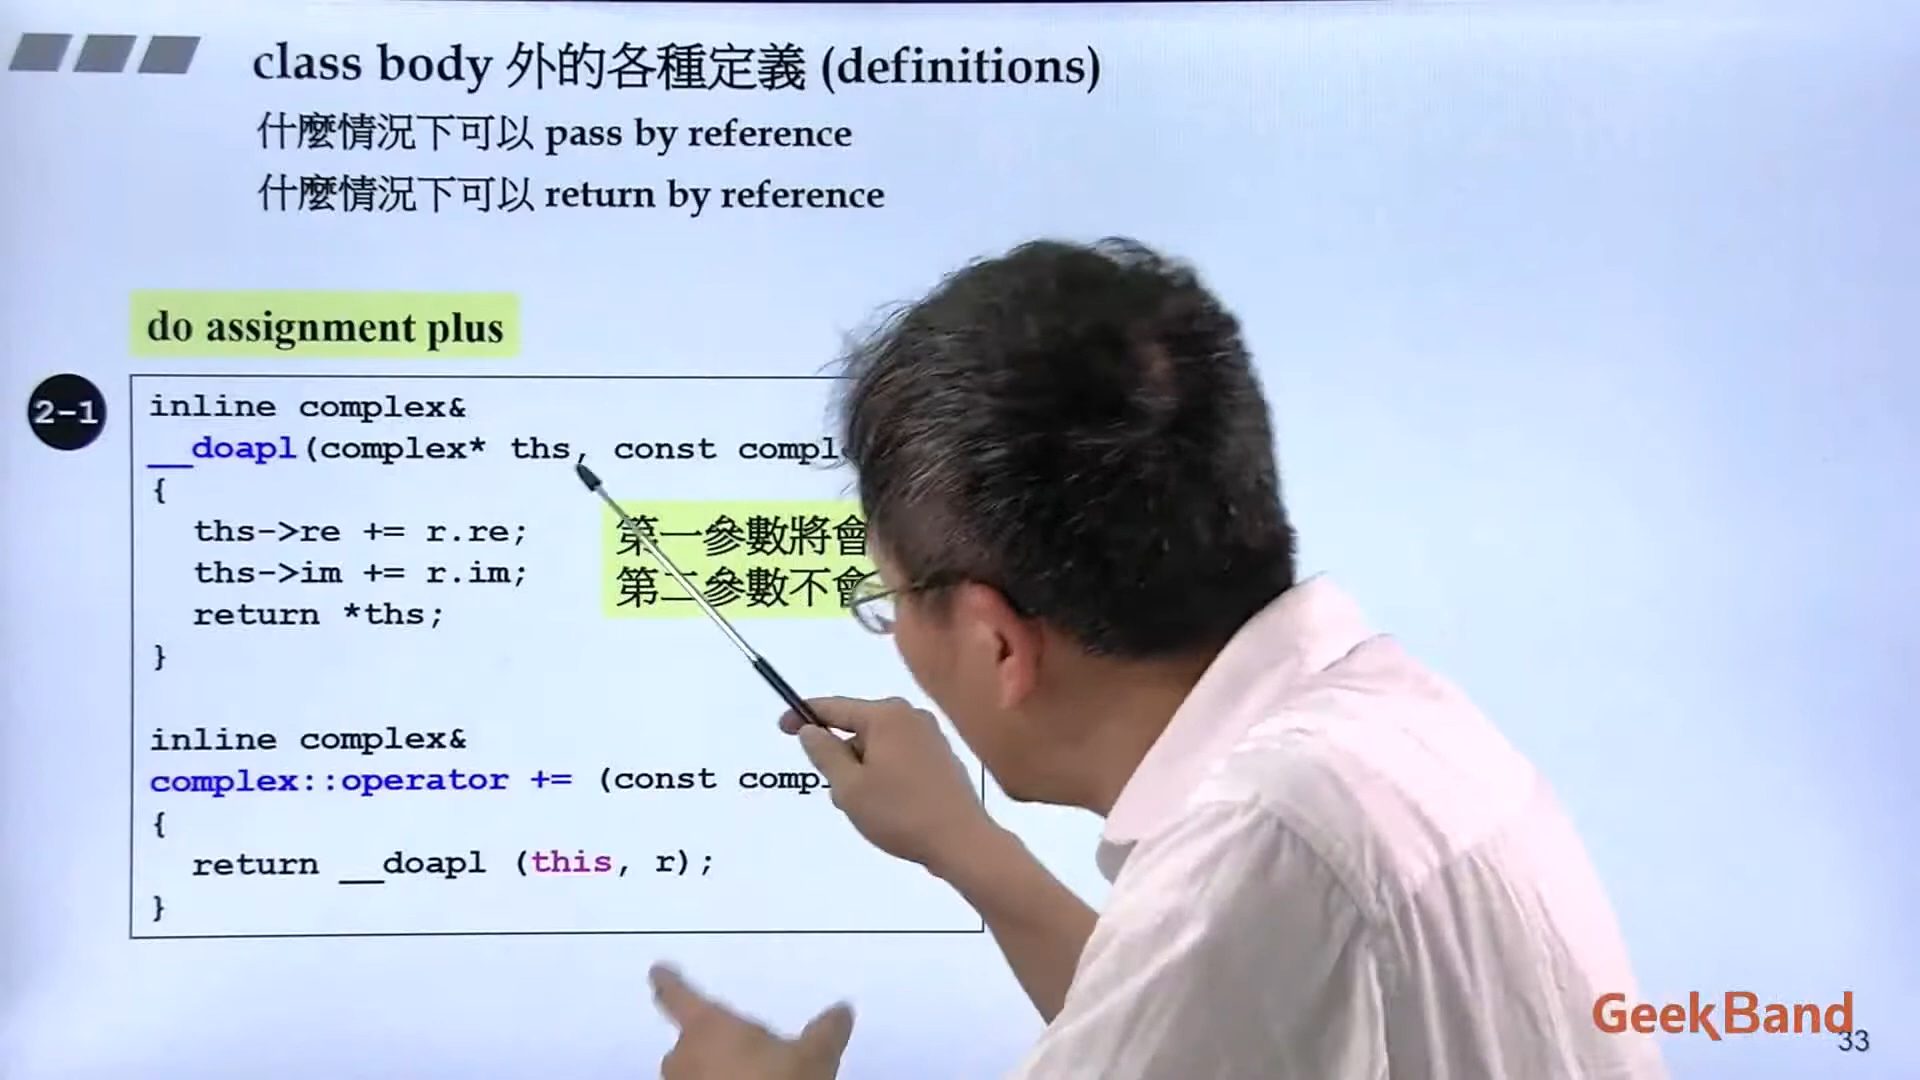 class body 外的各種定義 (definitions)
什麼情況下可以 pass by reference
什麼情況下可以 return by reference
do assignment plus
2-1
inline complex&
__doapl(complex* ths, const compl
{
ths->re += r.re;
ths->im += r.im;
return *ths;
}
第一參數將會
第二參數不會
inline complex&
complex::operator += (const comp
{
return __doapl (this, r);
}
GeekBand
33